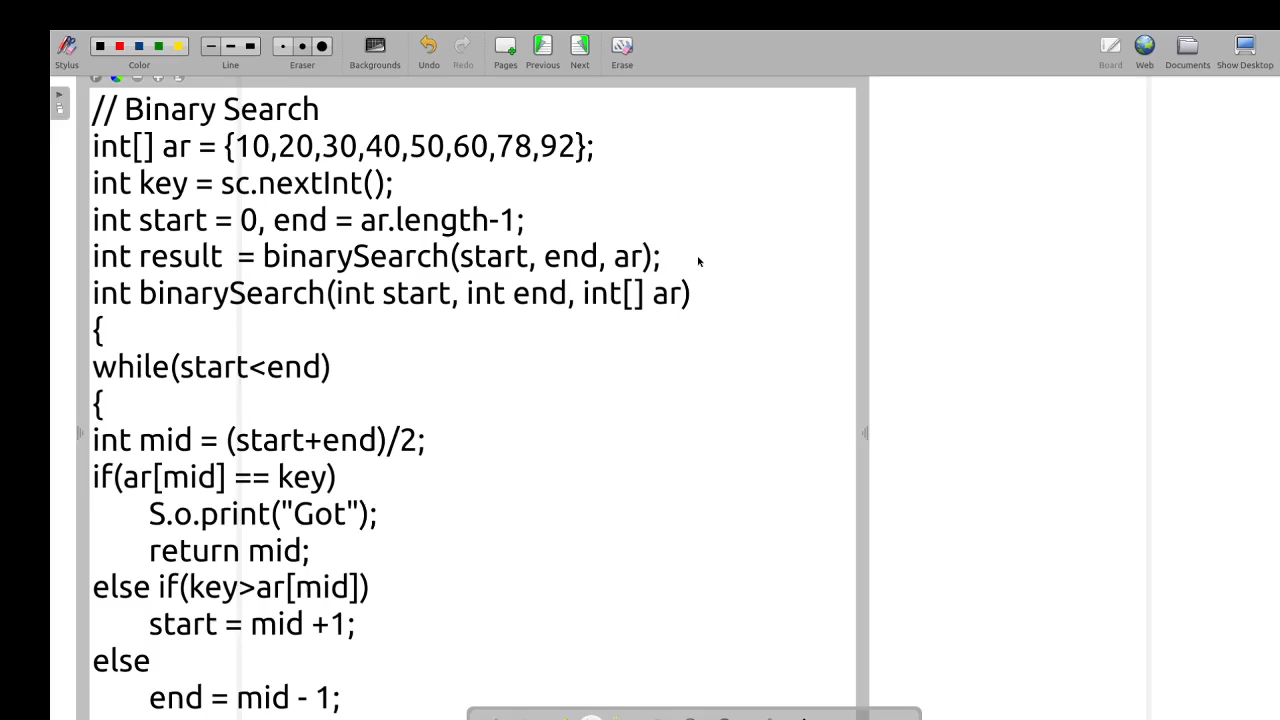 Stylus Color Line Eraser Backgrounds Undo Redo Pages Previous Next Erase Board Web Documents Show Desktop
// Binary Search
int[] ar = {10,20,30,40,50,60,78,92};
int key = sc.nextInt();
int start = 0, end = ar.length-1;
int result  = binarySearch(start, end, ar);
int binarySearch(int start, int end, int[] ar)
{
while(start<end)
{
int mid = (start+end)/2;
if(ar[mid] == key)
S.o.print("Got");
return mid;
else if(key>ar[mid])
start = mid +1;
else
end = mid - 1;